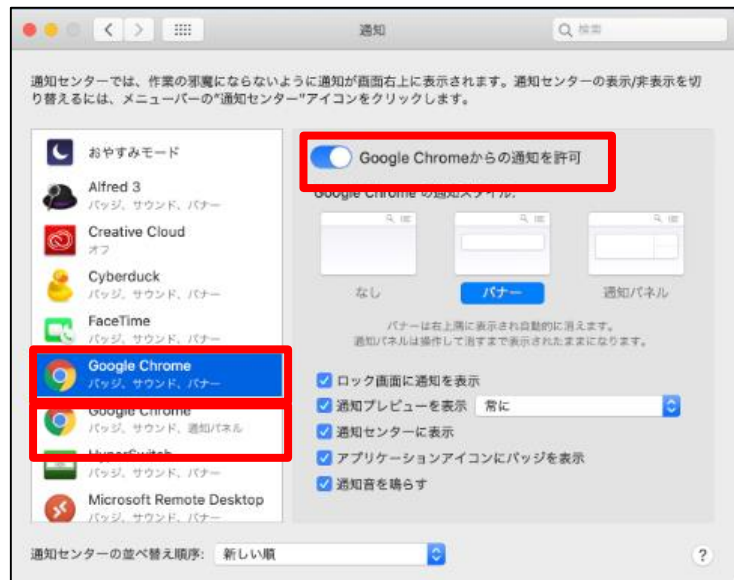 通知
検索
通知センターでは、作業の邪魔にならないように通知が画面右上に表示されます。通知センターの表示/非表示を切
り替えるには、メニューバーの"通知センター"アイコンをクリックします。
おやすみモード
Alfred 3
バッジ、サウンド、バナー
Creative Cloud
オフ
Cyberduck
バッジ、サウンド、バナー
FaceTime
バッジ、サウンド、バナー
Google Chrome
バッジ、サウンド、バナー
Google Chrome
バッジ、サウンド、通知パネル
HyperSwitch
バッジ、サウンド、バナー
Microsoft Remote Desktop
バッジ、サウンド、バナー
Google Chromeからの通知を許可
Google Chromeの通知スタイル:
なし
バナー
通知パネル
バナーは右上隅に表示され自動的に消えます。
通知パネルは操作して消すまで表示されたままになります。
ロック画面に通知を表示
通知プレビューを表示 常に
通知センターに表示
アプリケーションアイコンにバッジを表示
通知音を鳴らす
通知センターの並べ替え順序: 新しい順
?